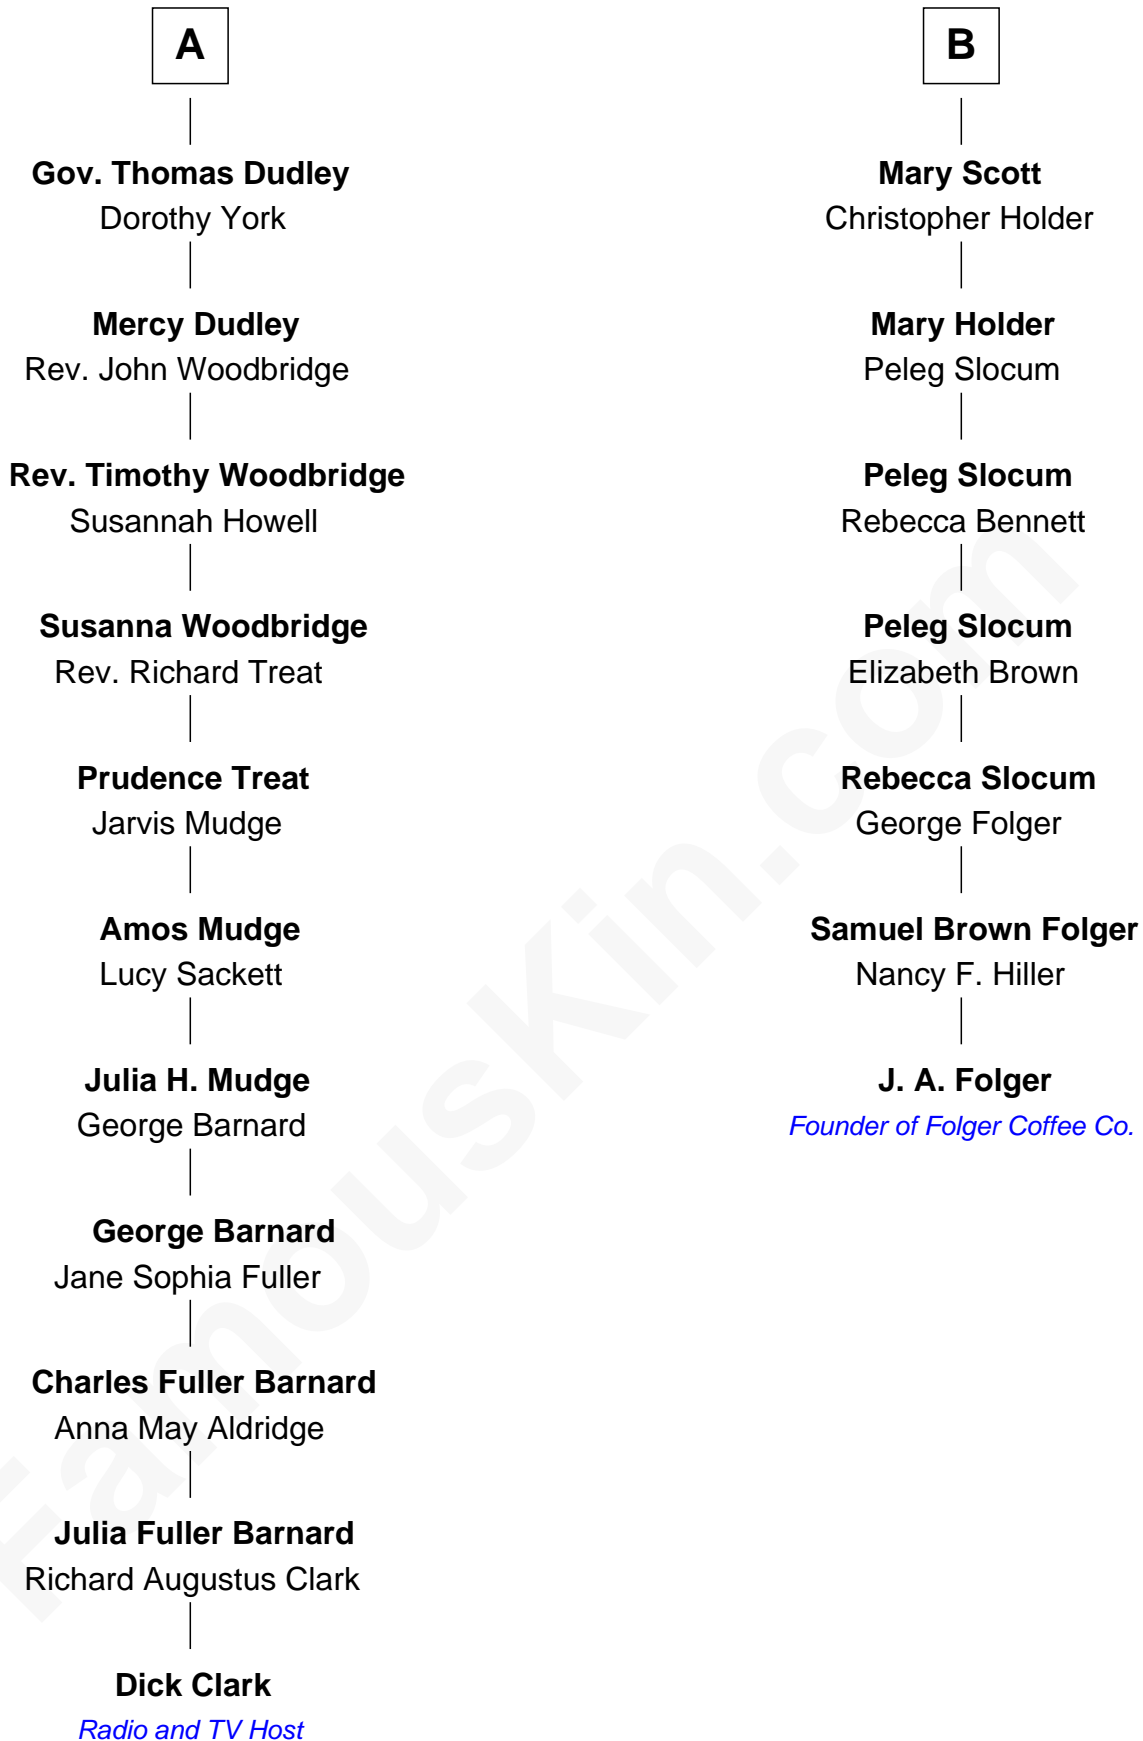 A
Gov. Thomas Dudley
Dorothy York
Mercy Dudley
Rev. John Woodbridge
Rev. Timothy Woodbridge
Susannah Howell
Susanna Woodbridge
Rev. Richard Treat
Prudence Treat
Jarvis Mudge
Amos Mudge
Lucy Sackett
Julia H. Mudge
George Barnard
George Barnard
Jane Sophia Fuller
Charles Fuller Barnard
Anna May Aldridge
Julia Fuller Barnard
Richard Augustus Clark
Dick Clark
Radio and TV Host
B
Mary Scott
Christopher Holder
Mary Holder
Peleg Slocum
Peleg Slocum
Rebecca Bennett
Peleg Slocum
Elizabeth Brown
Rebecca Slocum
George Folger
Samuel Brown Folger
Nancy F. Hiller
J. A. Folger
Founder of Folger Coffee Co.
FamousKin.com